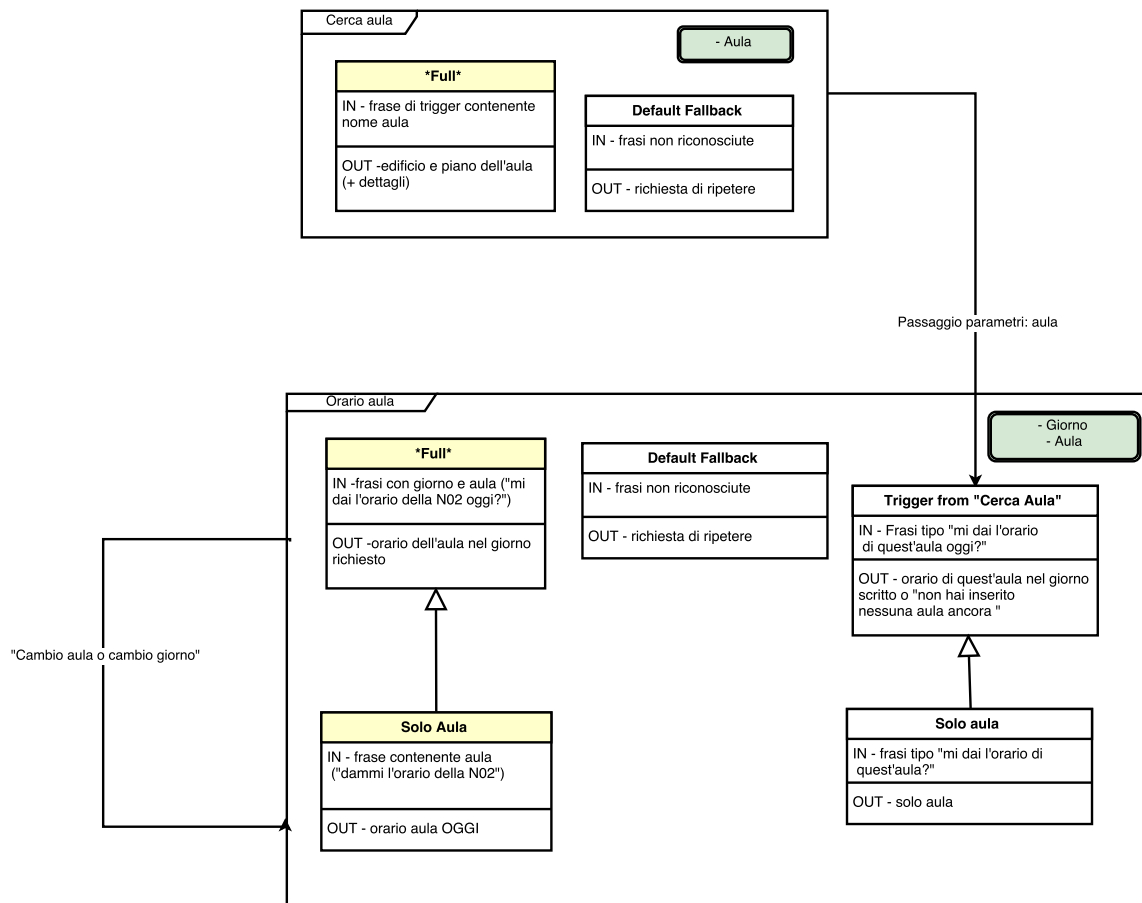 Cerca aula
- Aula
*Full*
IN - frase di trigger contenente
nome aula
OUT -edificio e piano dell'aula
(+ dettagli)
Default Fallback
IN - frasi non riconosciute
OUT - richiesta di ripetere
Passaggio parametri: aula
Orario aula
- Giorno
- Aula
*Full*
IN -frasi con giorno e aula ("mi
dai l'orario della N02 oggi?")
OUT -orario dell'aula nel giorno
richiesto
Default Fallback
IN - frasi non riconosciute
OUT - richiesta di ripetere
Trigger from "Cerca Aula"
IN - Frasi tipo "mi dai l'orario
di quest'aula oggi?"
OUT - orario di quest'aula nel giorno
scritto o "non hai inserito
nessuna aula ancora "
"Cambio aula o cambio giorno"
Solo Aula
IN - frase contenente aula
("dammi l'orario della N02")
OUT - orario aula OGGI
Solo aula
IN - frasi tipo "mi dai l'orario di
quest'aula?"
OUT - solo aula